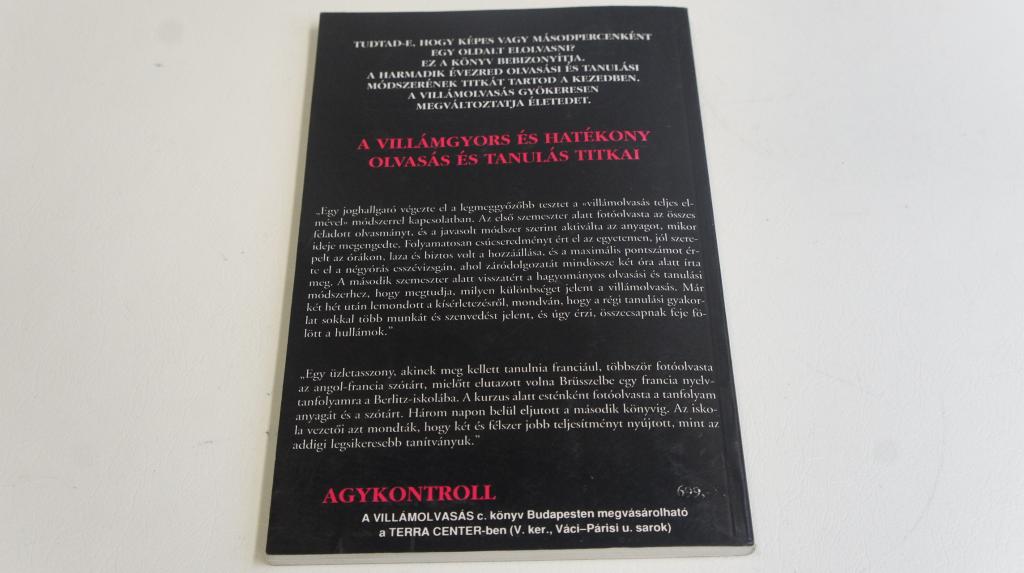 TUDTAD-E, HOGY KÉPES VAGY MÁSODPERCENKÉNT
EGY OLDALT ELOLVASNI?
EZ A KÖNYV BEBIZONYÍTJA.
A HARMADIK ÉVEZRED OLVASÁSI ÉS TANULÁSI
MÓDSZERÉNEK TITKÁT TARTOD A KEZEDBEN.
A VILLÁMOLVASÁS GYÖKERESEN
MEGVÁLTOZTATJA ÉLETEDET.
A VILLÁMGYORS ÉS HATÉKONY
OLVASÁS ÉS TANULÁS TITKAI
„Egy joghallgató végezte el a legmeggyőzőbb tesztet a «villámolvasás teljes el-
mével» módszerrel kapcsolatban. Az első szemeszter alatt fotóolvasta az összes
feladott olvasmányt, és a javasolt módszer szerint aktiválta az anyagot, mikor
ideje megengedte. Folyamatosan csúcseredményt ért el az egyetemen, jól szere-
pelt az órákon, laza és biztos volt a hozzáállása, és a maximális pontszámot ér-
te el a négyórás esszévizsgán, ahol záródolgozatát mindössze két óra alatt írta
meg. A második szemeszter alatt visszatért a hagyományos olvasási és tanulási
módszerhez, hogy megtudja, milyen különbséget jelent a villámolvasás. Már
két hét után lemondott a kísérletezésről, mondván, hogy a régi tanulási gyakor-
lat sokkal több munkát és szenvedést jelent, és úgy érzi, összecsapnak feje fö-
lött a hullámok.”
„Egy üzletasszony, akinek meg kellett tanulnia franciául, többször fotóolvasta
az angol-francia szótárt, mielőtt elutazott volna Brüsszelbe egy francia nyelv-
tanfolyamra a Berlitz-iskolába. A kurzus alatt esténként fotóolvasta a tanfolyam
anyagát és a szótárt. Három napon belül eljutott a második könyvig. Az isko-
la vezetői azt mondták, hogy két és félszer jobb teljesítményt nyújtott, mint az
addigi legsikeresebb tanítványuk.”
AGYKONTROLL
699,-
A VILLÁMOLVASÁS c. könyv Budapesten megvásárolható
a TERRA CENTER-ben (V. ker., Váci–Párisi u. sarok)